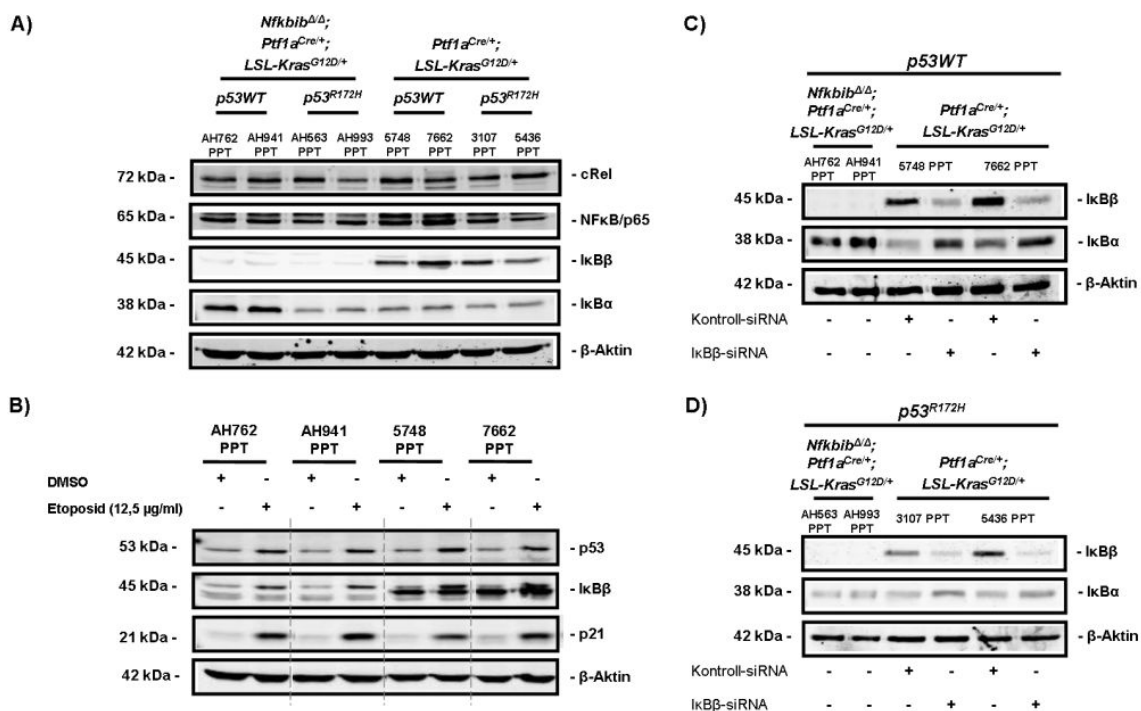 A)
Nfkbib^Δ/Δ;
Ptf1a^Cre/+;
LSL-Kras^G12D/+
Ptf1a^Cre/+;
LSL-Kras^G12D/+
p53WT p53^R172H p53WT p53^R172H
AH762 AH941 AH563 AH993 5748 7662 3107 5436
PPT PPT PPT PPT PPT PPT PPT PPT
72 kDa - - cRel
65 kDa - - NFκB/p65
45 kDa - - IκBβ
38 kDa - - IκBα
42 kDa - - β-Aktin
B)
AH762 AH941 5748 7662
PPT PPT PPT PPT
DMSO + - + - + - + -
Etoposid (12,5 µg/ml) - + - + - + - +
53 kDa - - p53
45 kDa - - IκBβ
21 kDa - - p21
42 kDa - - β-Aktin
C)
p53WT
Nfkbib^Δ/Δ;
Ptf1a^Cre/+;
LSL-Kras^G12D/+
Ptf1a^Cre/+;
LSL-Kras^G12D/+
AH762 AH941 5748 PPT 7662 PPT
PPT PPT
45 kDa - - IκBβ
38 kDa - - IκBα
42 kDa - - β-Aktin
Kontroll-siRNA - - + - + -
IκBβ-siRNA - - - + - +
D)
p53^R172H
Nfkbib^Δ/Δ;
Ptf1a^Cre/+;
LSL-Kras^G12D/+
Ptf1a^Cre/+;
LSL-Kras^G12D/+
AH563 AH993 3107 PPT 5436 PPT
PPT PPT
45 kDa - - IκBβ
38 kDa - - IκBα
42 kDa - - β-Aktin
Kontroll-siRNA - - + - + -
IκBβ-siRNA - - - + - +